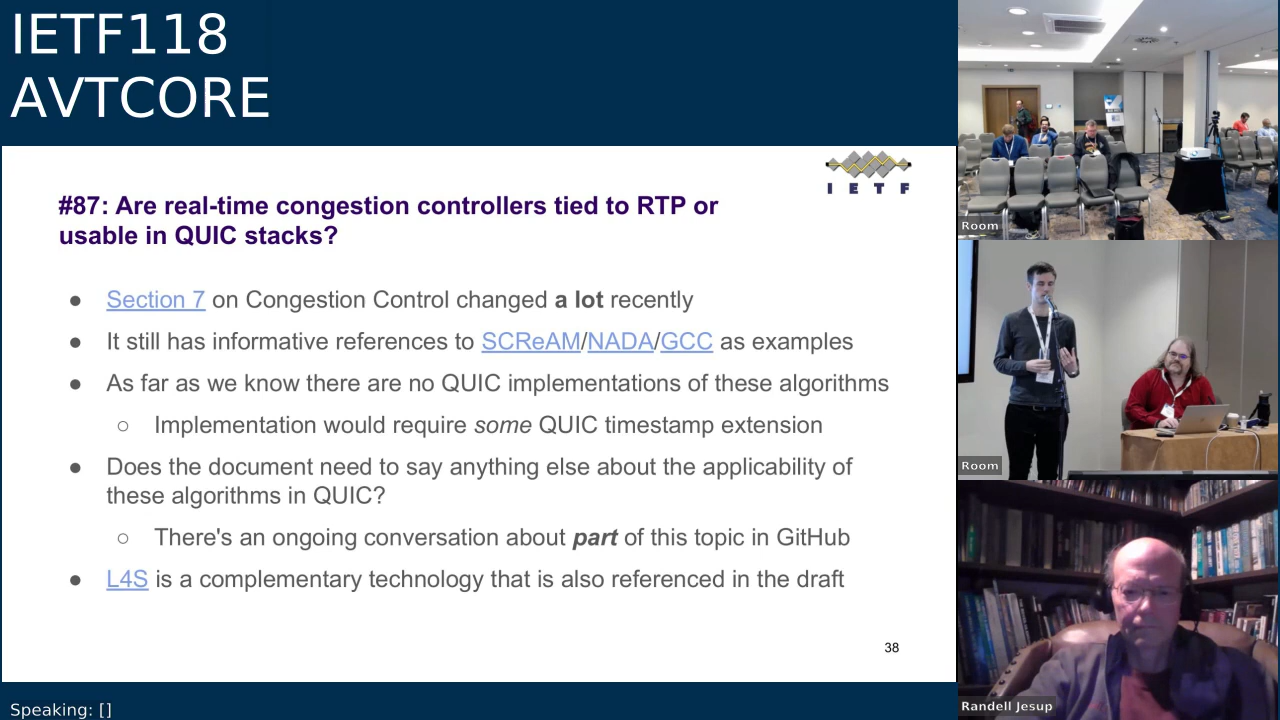 IETF118
AVTCORE
I E T F
#87: Are real-time congestion controllers tied to RTP or
usable in QUIC stacks?
● Section 7 on Congestion Control changed a lot recently
● It still has informative references to SCReAM/NADA/GCC as examples
● As far as we know there are no QUIC implementations of these algorithms
○ Implementation would require some QUIC timestamp extension
● Does the document need to say anything else about the applicability of
these algorithms in QUIC?
○ There's an ongoing conversation about part of this topic in GitHub
● L4S is a complementary technology that is also referenced in the draft
38
Speaking: []
Room
Room
Randell Jesup